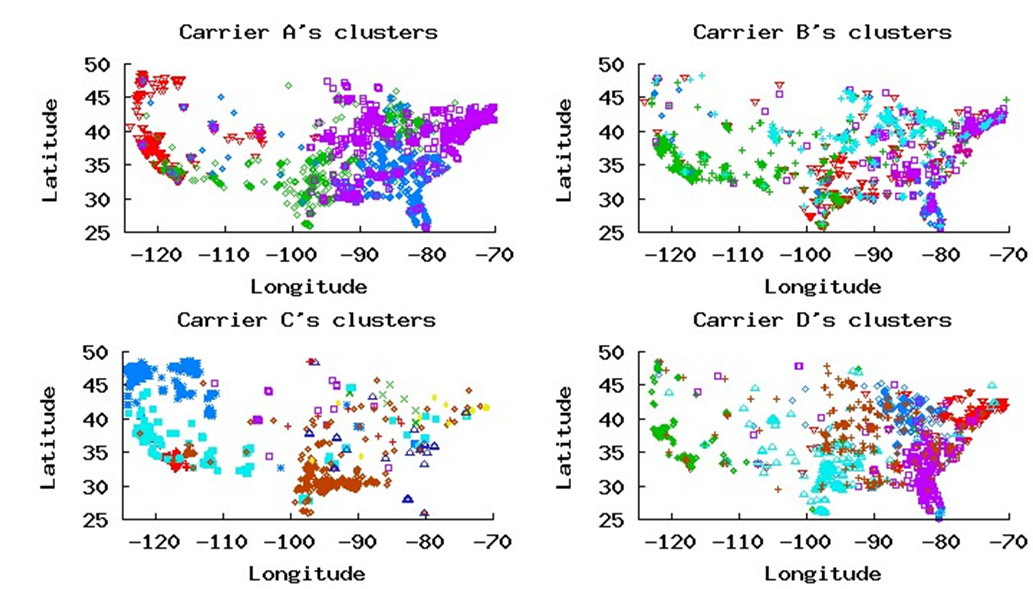 Carrier A's clusters
50
45
40
35
30
25
Latitude
-120 -110 -100 -90 -80 -70
Longitude
Carrier B's clusters
50
45
40
35
30
25
Latitude
-120 -110 -100 -90 -80 -70
Longitude
Carrier C's clusters
50
45
40
35
30
25
Latitude
-120 -110 -100 -90 -80 -70
Longitude
Carrier D's clusters
50
45
40
35
30
25
Latitude
-120 -110 -100 -90 -80 -70
Longitude